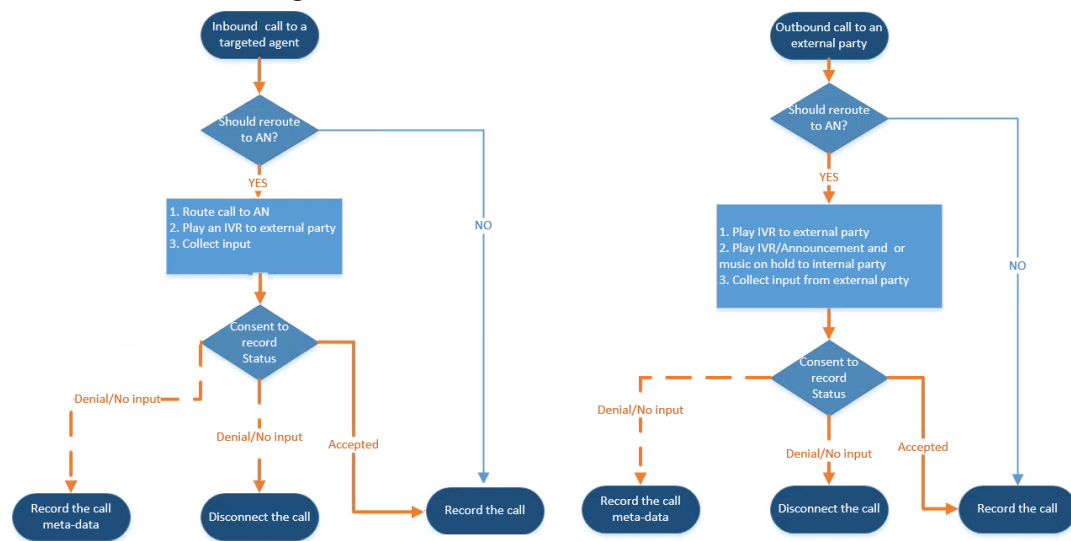 Inbound call to a
targeted agent
Should reroute
to AN?
YES
NO
1. Route call to AN
2. Play an IVR to external party
3. Collect input
Consent to
record
Status
Denial/No input
Denial/No input
Accepted
Record the call
meta-data
Disconnect the call
Record the call
Outbound call to an
external party
Should reroute
to AN?
YES
NO
1. Play IVR to external party
2. Play IVR/Announcement and or
music on hold to internal party
3. Collect input from external party
Consent to
record
Status
Denial/No input
Denial/No input
Accepted
Record the call
meta-data
Disconnect the call
Record the call